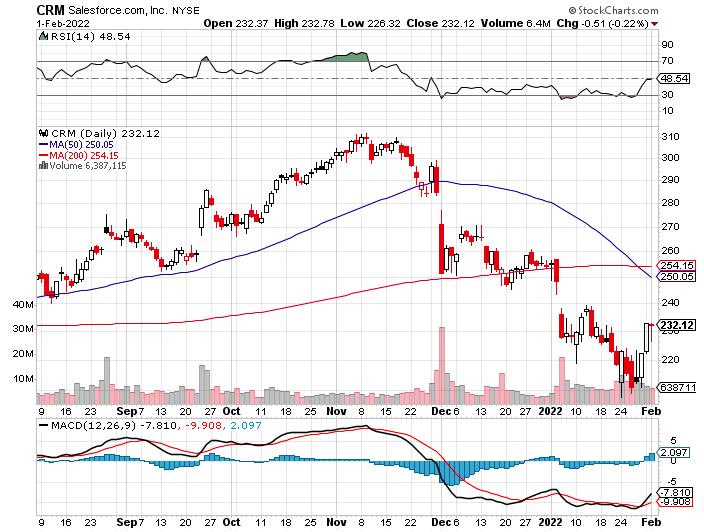 CRM Salesforce.com, Inc. NYSE © StockCharts.com
1-Feb-2022 Open 232.37 High 232.78 Low 226.32 Close 232.12 Volume 6.4M Chg -0.51 (-0.22%)
RSI(14) 48.54
90
70
48.54
30
10
CRM (Daily) 232.12
MA(50) 250.05
MA(200) 254.15
Volume 6,387,115
310
300
290
280
270
260
254.15
250.05
240
232.12
230
220
6387115
40M
30M
20M
10M
9 16 23 Sep 7 13 20 27 Oct 11 18 25 Nov 8 15 22 Dec 6 13 20 27 2022 10 18 24 Feb
MACD(12,26,9) -7.810, -9.908, 2.097
5
2.097
0
-5
-7.810
-9.908
9 16 23 Sep 7 13 20 27 Oct 11 18 25 Nov 8 15 22 Dec 6 13 20 27 2022 10 18 24 Feb